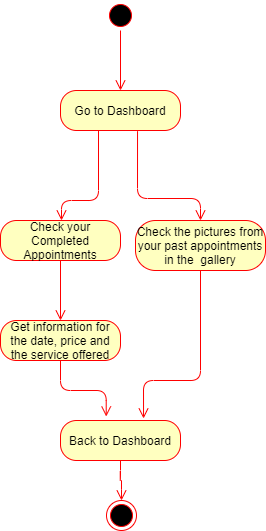 Go to Dashboard
Check your
Completed
Appointments
Check the pictures from
your past appointments
in the  gallery
Get information for
the date, price and
the service offered
Back to Dashboard